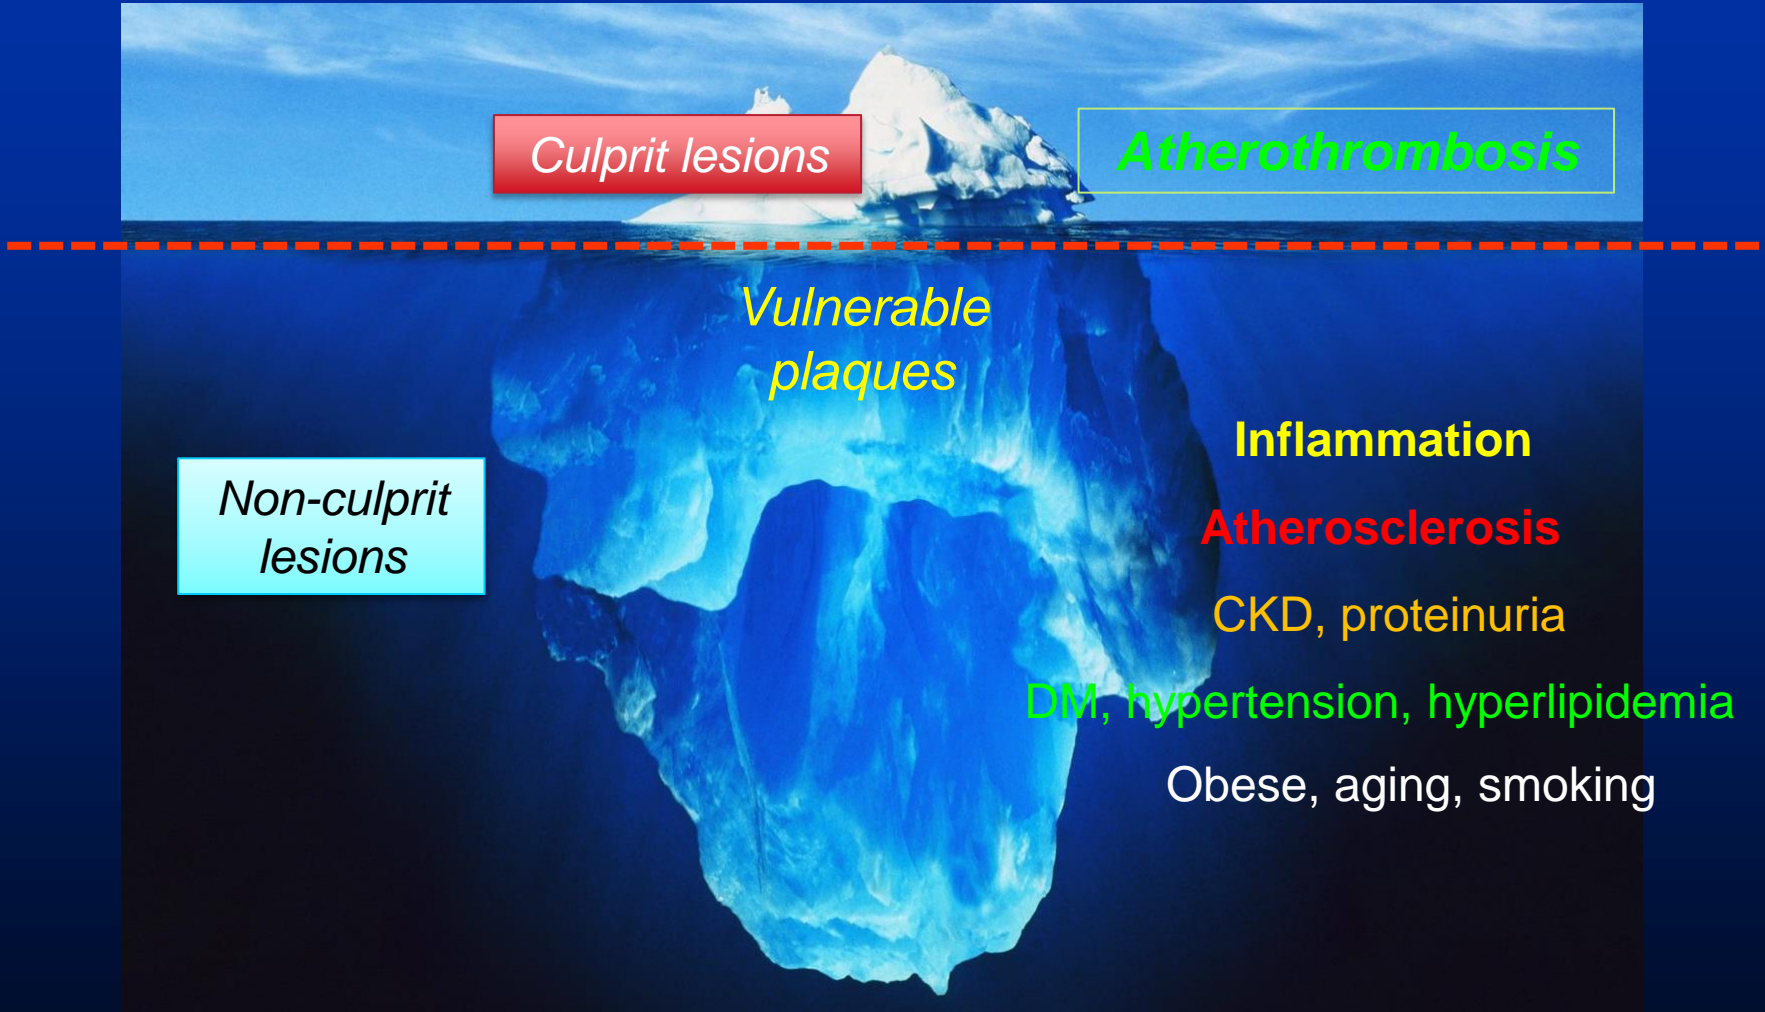 Culprit lesions
Atherothrombosis
Vulnerable
plaques
Inflammation
Non-culprit
lesions
Atherosclerosis
CKD, proteinuria
DM, hypertension, hyperlipidemia
Obese, aging, smoking